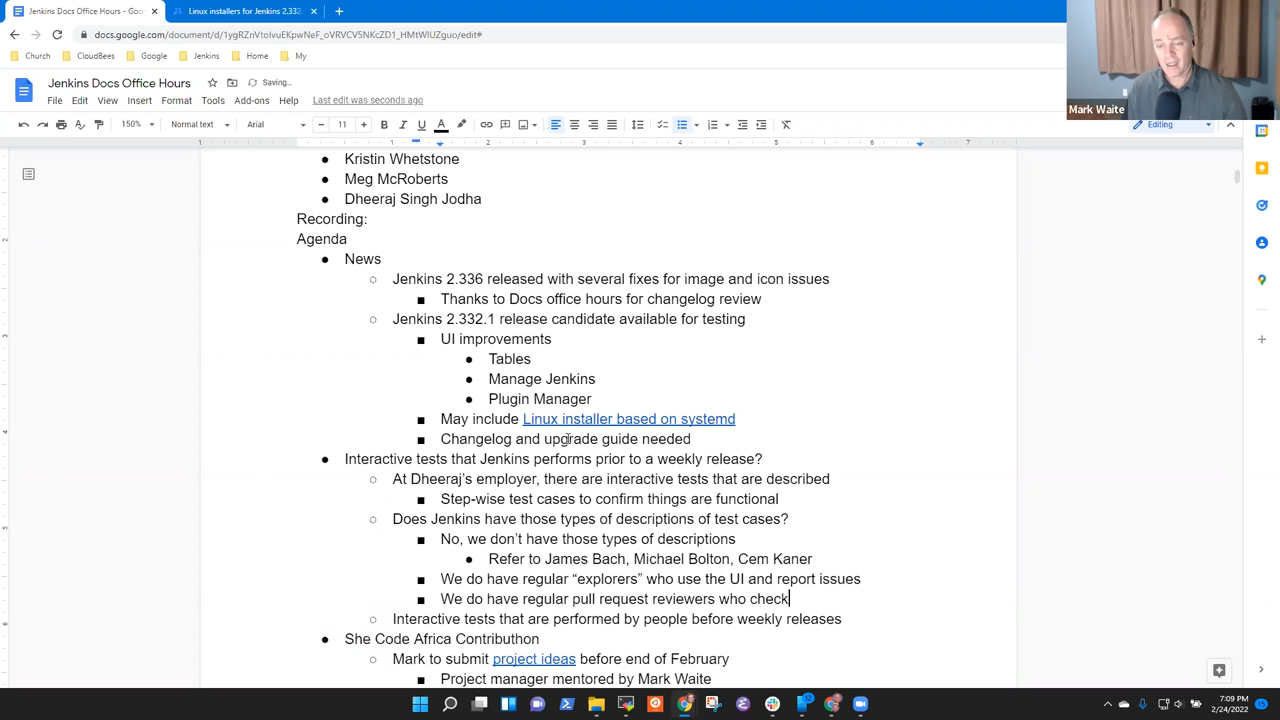 Jenkins Docs Office Hours - Goo
Linux installers for Jenkins 2.332.
docs.google.com/document/d/1ygRZnVtoIvuEKpwNeF_oVRVCV5NKcZD1_HMtWIUZguo/edit#
Church
CloudBees
Google
Jenkins
Home
My
Jenkins Docs Office Hours
Saving...
File Edit View Insert Format Tools Add-ons Help Last edit was seconds ago
Mark Waite
150% Normal text Arial 11 Editing
1 1 2 3 4 5 6 7
Kristin Whetstone
Meg McRoberts
Dheeraj Singh Jodha
Recording:
Agenda
News
Jenkins 2.336 released with several fixes for image and icon issues
Thanks to Docs office hours for changelog review
Jenkins 2.332.1 release candidate available for testing
UI improvements
Tables
Manage Jenkins
Plugin Manager
May include Linux installer based on systemd
Changelog and upgrade guide needed
Interactive tests that Jenkins performs prior to a weekly release?
At Dheeraj's employer, there are interactive tests that are described
Step-wise test cases to confirm things are functional
Does Jenkins have those types of descriptions of test cases?
No, we don't have those types of descriptions
Refer to James Bach, Michael Bolton, Cem Kaner
We do have regular “explorers” who use the UI and report issues
We do have regular pull request reviewers who check
Interactive tests that are performed by people before weekly releases
She Code Africa Contributhon
Mark to submit project ideas before end of February
Project manager mentored by Mark Waite
7:09 PM
2/24/2022